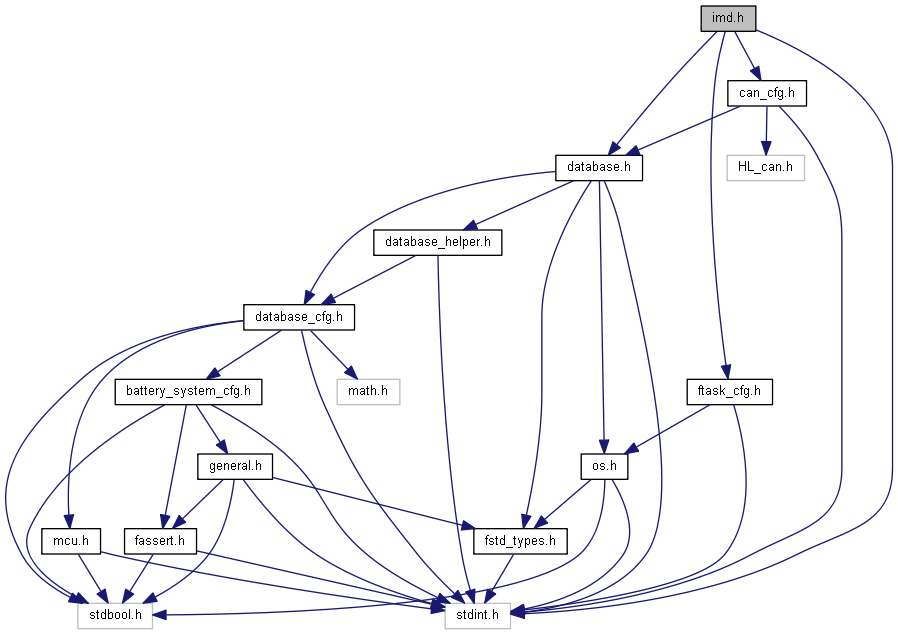 imd.h
can_cfg.h
database.h
HL_can.h
database_helper.h
database_cfg.h
battery_system_cfg.h
math.h
ftask_cfg.h
general.h
os.h
mcu.h
fassert.h
fstd_types.h
stdbool.h
stdint.h